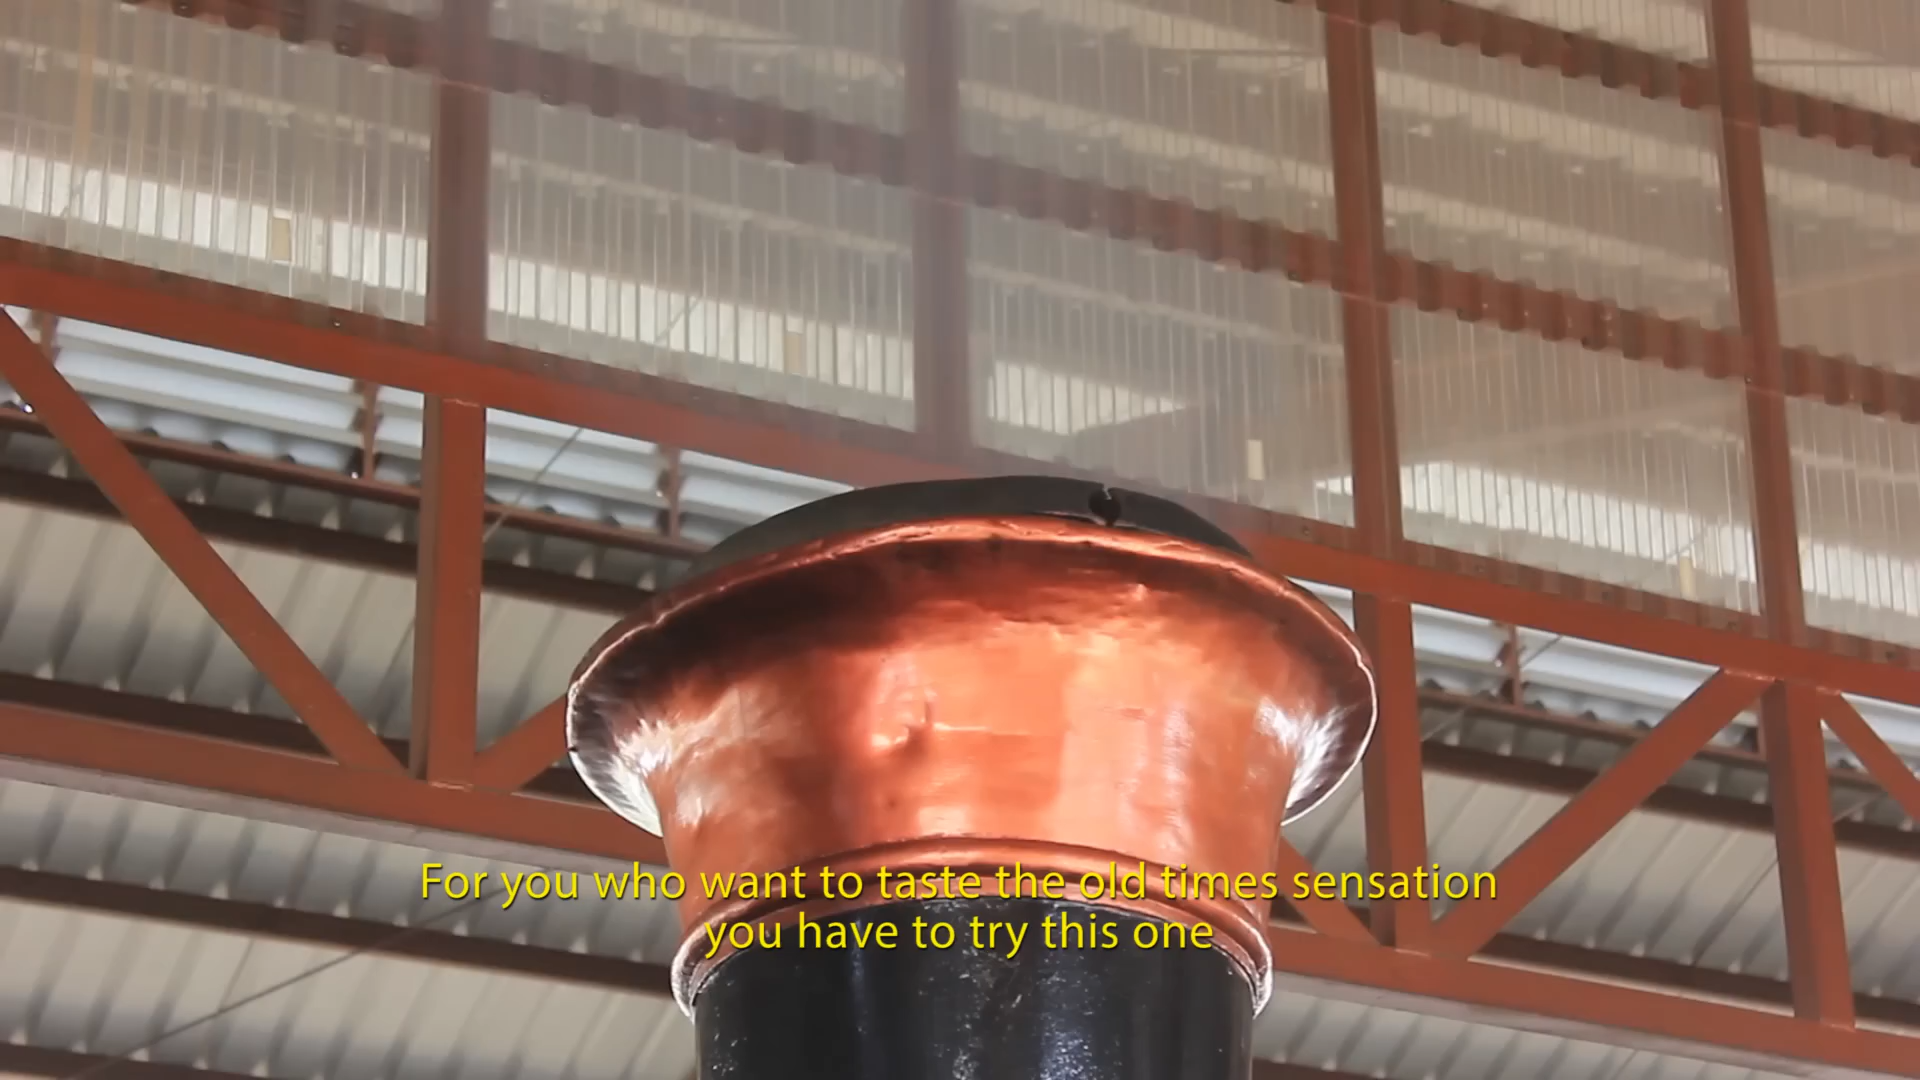 For you who want to taste the old times sensation
you have to try this one